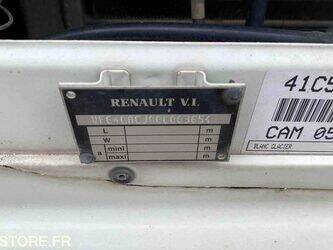 RENAULT V.I.
L m
W m
a mini m
maxi m
41C5
CAM 05
BLANC GLACIER
STORE.FR